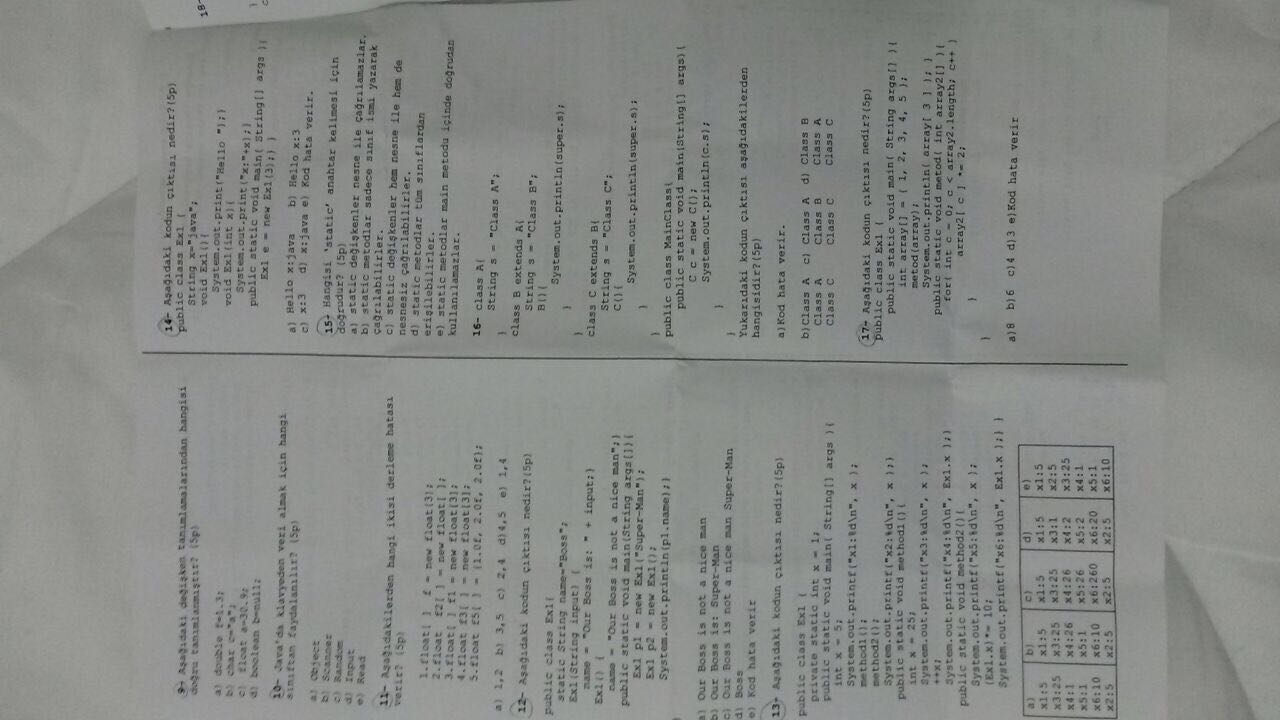 9- Aşağıdaki değişken tanımlamalarından hangisi
doğru tanımlanmıştır? (5p)
a) double f=1.3;
b) char c="a";
c) float a=30.9;
d) boolean b=null;
10- Java'da klavyeden veri almak için hangi
sınıftan faydalanılır? (5p)
a) Object
b) Scanner
c) Random
d) Input
e) Read
11- Aşağıdakilerden hangi ikisi derleme hatası
verir? (5p)
1.float[ ] f = new float[3];
2.float f2[ ] = new float[ ];
3.float[ ] f1 = new float[3];
4.float f3[ ] = new float[3];
5.float f5[ ] = {1.0f, 2.0f, 2.0f};
a) 1,2 b) 3,5 c) 2,4 d)4,5 e) 1,4
12- Aşağıdaki kodun çıktısı nedir?(5p)
public class Ex1{
static String name="Boss";
Ex1(String input) {
name = "Our Boss is: " + input;}
Ex1() {
name = "Our Boss is not a nice man";}
public static void main(String args[]){
Ex1 p1 = new Ex1("Super-Man");
Ex1 p2 = new Ex1();
System.out.println(p1.name);}
}
a) Our Boss is not a nice man
b) Our Boss is: Super-Man
c) Our Boss is not a nice man Super-Man
d) Boss
e) Kod hata verir
13- Aşağıdaki kodun çıktısı nedir?(5p)
public class Ex1 {
private static int x = 1;
public static void main( String[] args ){
int x = 5;
System.out.printf("x1:%d\n", x );
method1();
method2();
System.out.printf("x2:%d\n", x );}
public static void method1(){
int x = 25;
System.out.printf("x3:%d\n", x );
++x;
System.out.printf("x4:%d\n", Ex1.x );}
public static void method2(){
System.out.printf("x5:%d\n", x );
(Ex1.x)*= 10;
System.out.printf("x6:%d\n", Ex1.x );} }
a) b) c) d) e)
x1:5 x1:5 x1:5 x1:5 x1:5
x3:25 x3:25 x3:25 x3:1 x2:5
x4:1 x4:26 x4:26 x4:2 x3:25
x5:1 x5:1 x5:26 x5:2 x4:1
x6:10 x6:10 x6:260 x6:20 x5:1
x2:5 x2:5 x2:5 x2:5 x6:10
14- Aşağıdaki kodun çıktısı nedir?(5p)
public class Ex1 {
String x="java";
void Ex1(){
System.out.print("Hello ");}
void Ex1(int x){
System.out.print("x:"+x);}
public static void main( String[] args ){
Ex1 e = new Ex1(3);} }
a) Hello x:java b) Hello x:3
c) x:3 d) x:java e) Kod hata verir.
15- Hangisi 'static' anahtar kelimesi için
doğrudur? (5p)
a) static değişkenler nesne ile çağrılamazlar.
b) static metodlar sadece sınıf ismi yazarak
çağrılabilirler.
c) static değişkenler hem nesne ile hem de
nesnesiz çağrılabilirler.
d) static metodlar tüm sınıflardan
erişilebilirler.
e) static metodlar main metodu içinde doğrudan
kullanılamazlar.
16- class A{
String s = "Class A";
}
class B extends A{
String s = "Class B";
B(){
System.out.println(super.s);
}
}
class C extends B{
String s = "Class C";
C(){
System.out.println(super.s);
}
}
public class MainClass{
public static void main(String[] args){
C c = new C();
System.out.println(c.s);
}
}
Yukarıdaki kodun çıktısı aşağıdakilerden
hangisidir?(5p)
a)Kod hata verir.
b)Class A c) Class A d) Class B
Class A Class B Class A
Class C Class C Class C
17- Aşağıdaki kodun çıktısı nedir?(5p)
public class Ex1 {
public static void main( String args[] ){
int array[] = { 1, 2, 3, 4, 5 };
metod(array);
System.out.println( array[ 3 ] ); }
public static void metod( int array2[] ){
for( int c = 0; c < array2.length; c++ )
array2[ c ] *= 2;
}
}
a)8 b)6 c)4 d)3 e)Kod hata verir
18-